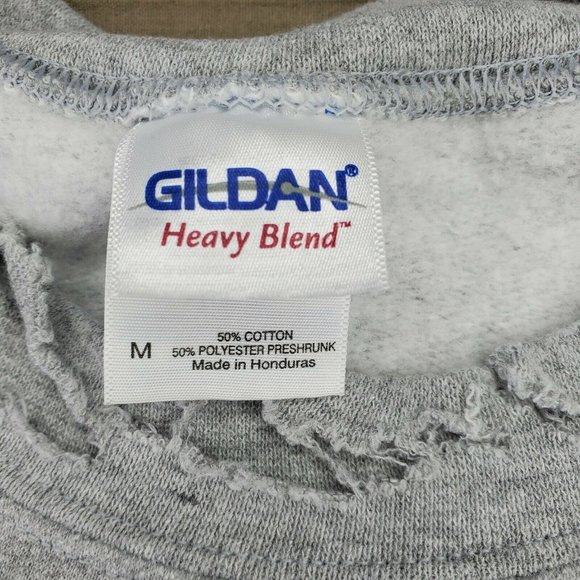 GILDAN®
Heavy Blend™
M
50% COTTON
50% POLYESTER PRESHRUNK
Made in Honduras